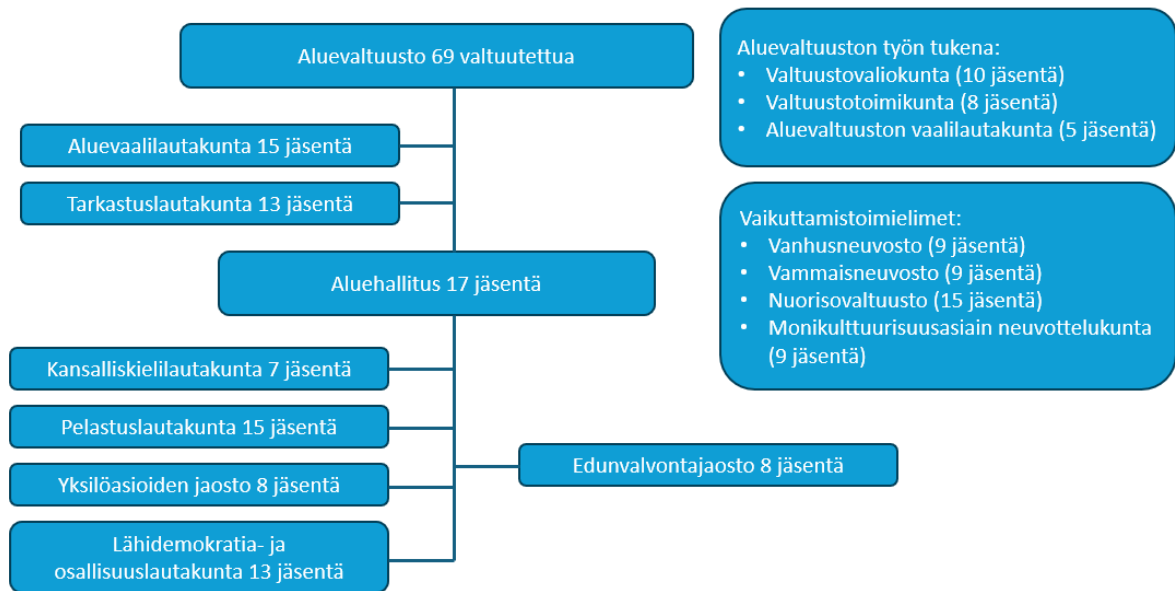 Aluevaltuusto 69 valtuutettua
Aluevaalilautakunta 15 jäsentä
Tarkastuslautakunta 13 jäsentä
Aluehallitus 17 jäsentä
Kansalliskielilautakunta 7 jäsentä
Pelastuslautakunta 15 jäsentä
Yksilöasioiden jaosto 8 jäsentä
Lähidemokratia- ja
osallisuuslautakunta 13 jäsentä
Edunvalvontajaosto 8 jäsentä
Aluevaltuuston työn tukena:
• Valtuustovaliokunta (10 jäsentä)
• Valtuustotoimikunta (8 jäsentä)
• Aluevaltuuston vaalilautakunta (5 jäsentä)
Vaikuttamistoimielimet:
• Vanhusneuvosto (9 jäsentä)
• Vammaisneuvosto (9 jäsentä)
• Nuorisovaltuusto (15 jäsentä)
• Monikulttuurisuusasiain neuvottelukunta
(9 jäsentä)